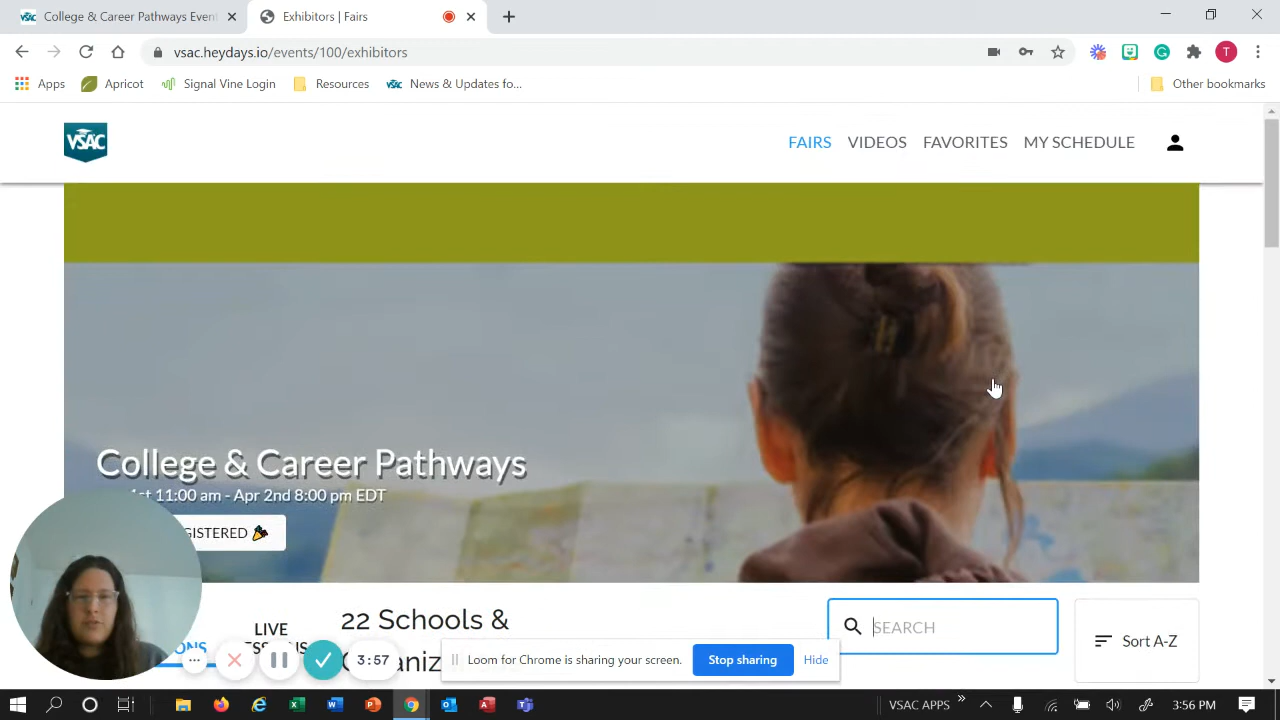 College & Career Pathways Event
Exhibitors | Fairs
vsac.heydays.io/events/100/exhibitors
T
Apps
Apricot
Signal Vine Login
Resources
News & Updates fo...
Other bookmarks
VSAC
FAIRS
VIDEOS
FAVORITES
MY SCHEDULE
College & Career Pathways
11:00 am - Apr 2nd 8:00 pm EDT
22 Schools &
LIVE
SEARCH
Sort A-Z
3:57
Loom for Chrome is sharing your screen.
Stop sharing
Hide
VSAC APPS
3:56 PM